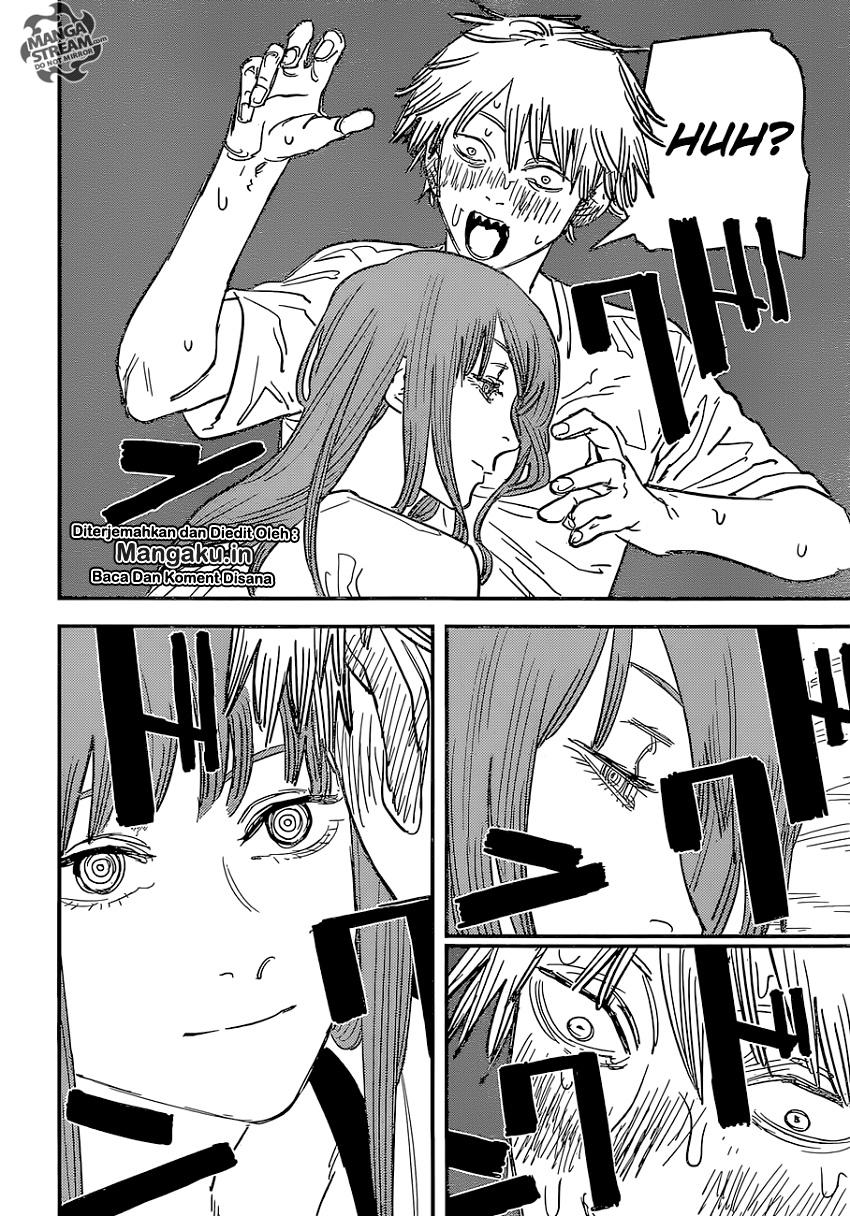 MANGA
STREAM.com
DO NOT MIRROR
HUH?
ドクン
Diterjemahkan dan Diedit Oleh :
Mangaku.in
Baca Dan Koment Disana
ドクン
ドクン
ドクン